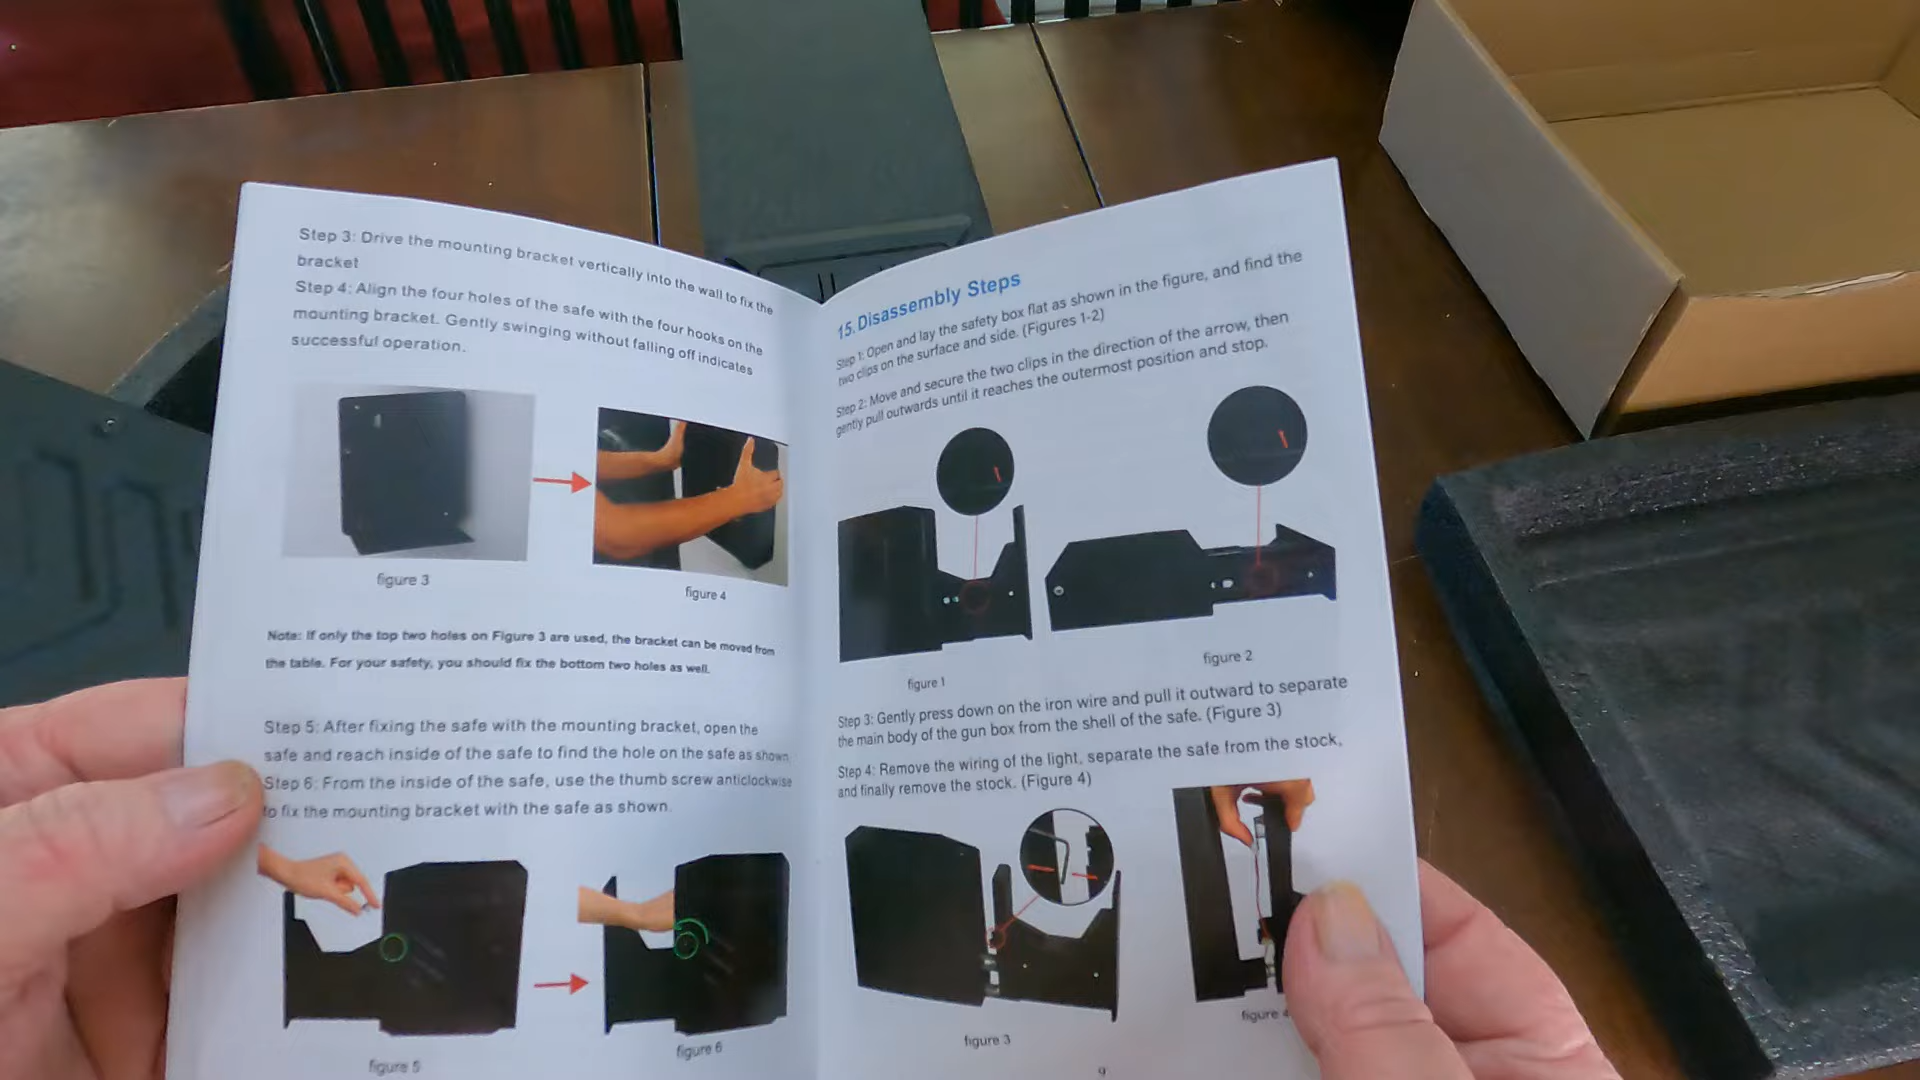 Step 3: Drive the mounting bracket vertically into the wall to fix the
bracket
Step 4: Align the four holes of the safe with the four hooks on the
mounting bracket. Gently swinging without falling off indicates
successful operation.
figure 3
figure 4
Note: If only the top two holes on Figure 3 are used, the bracket can be moved from
the table. For your safety, you should fix the bottom two holes as well.
Step 5: After fixing the safe with the mounting bracket, open the
safe and reach inside of the safe to find the hole on the safe as shown
Step 6: From the inside of the safe, use the thumb screw anticlockwise
to fix the mounting bracket with the safe as shown.
figure 5
figure 6
15. Disassembly Steps
Step 1: Open and lay the safety box flat as shown in the figure, and find the
two clips on the surface and side. (Figures 1-2)
Step 2: Move and secure the two clips in the direction of the arrow, then
gently pull outwards until it reaches the outermost position and stop.
figure 1
figure 2
Step 3: Gently press down on the iron wire and pull it outward to separate
the main body of the gun box from the shell of the safe. (Figure 3)
Step 4: Remove the wiring of the light, separate the safe from the stock,
and finally remove the stock. (Figure 4)
figure 3
figure 4
9